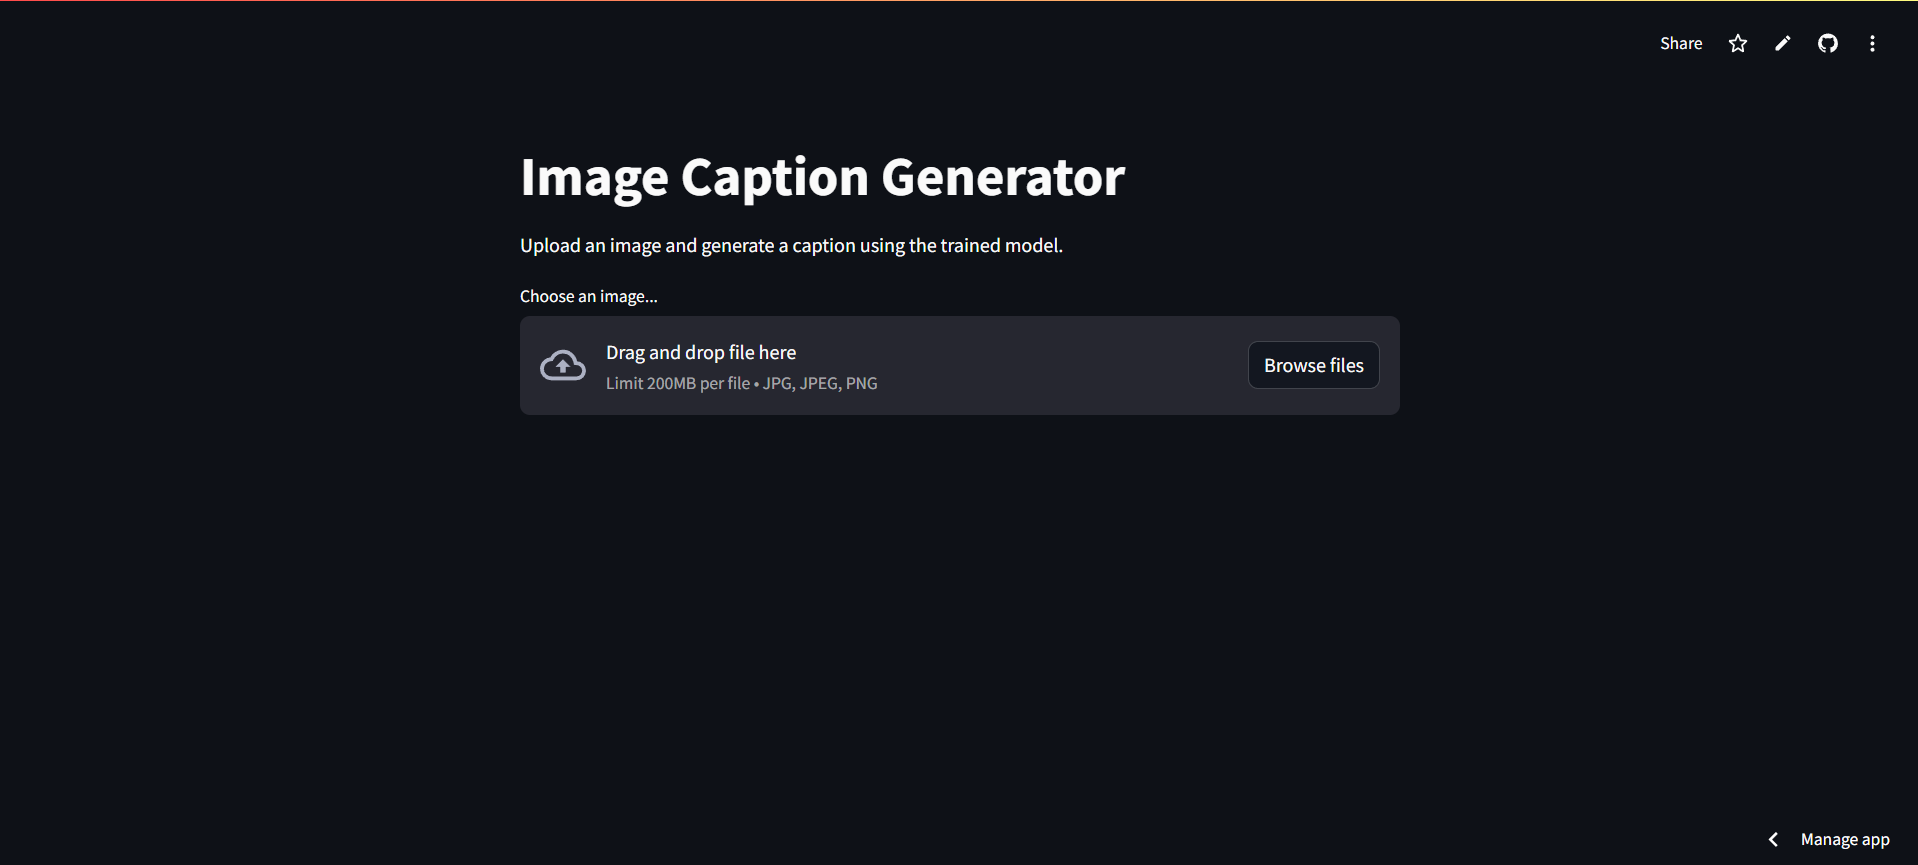 Share
Image Caption Generator
Upload an image and generate a caption using the trained model.
Choose an image...
Drag and drop file here
Limit 200MB per file • JPG, JPEG, PNG
Browse files
Manage app